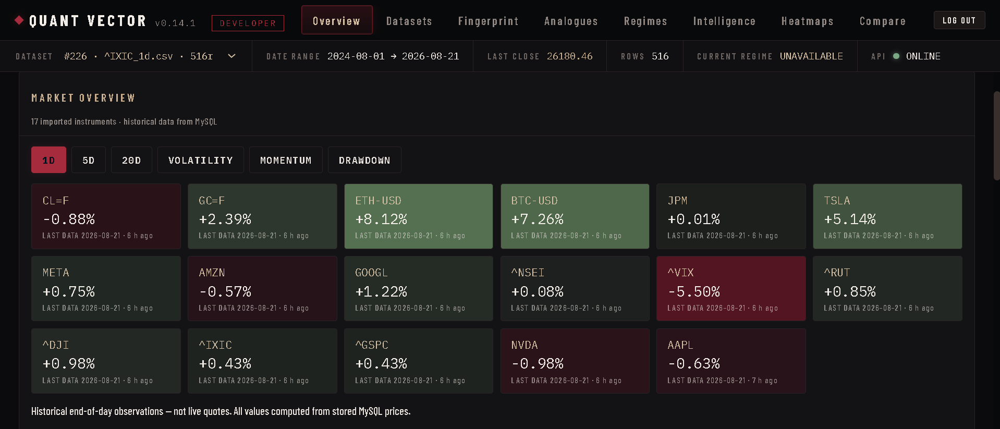 QUANT VECTOR v0.14.1 DEVELOPER Overview Datasets Fingerprint Analogues Regimes Intelligence Heatmaps Compare LOG OUT
DATASET #226 · ^IXIC_1d.csv · 516r DATE RANGE 2024-08-01 → 2026-08-21 LAST CLOSE 26180.46 ROWS 516 CURRENT REGIME UNAVAILABLE API ONLINE
MARKET OVERVIEW
17 imported instruments · historical data from MySQL
1D 5D 20D VOLATILITY MOMENTUM DRAWDOWN
CL=F GC=F ETH-USD BTC-USD JPM TSLA
-0.88% +2.39% +8.12% +7.26% +0.01% +5.14%
LAST DATA 2026-08-21 · 6 h ago LAST DATA 2026-08-21 · 6 h ago LAST DATA 2026-08-21 · 6 h ago LAST DATA 2026-08-21 · 6 h ago LAST DATA 2026-08-21 · 6 h ago LAST DATA 2026-08-21 · 6 h ago
META AMZN GOOGL ^NSEI ^VIX ^RUT
+0.75% -0.57% +1.22% +0.08% -5.50% +0.85%
LAST DATA 2026-08-21 · 6 h ago LAST DATA 2026-08-21 · 6 h ago LAST DATA 2026-08-21 · 6 h ago LAST DATA 2026-08-21 · 6 h ago LAST DATA 2026-08-21 · 6 h ago LAST DATA 2026-08-21 · 6 h ago
^DJI ^IXIC ^GSPC NVDA AAPL
+0.98% +0.43% +0.43% -0.98% -0.63%
LAST DATA 2026-08-21 · 6 h ago LAST DATA 2026-08-21 · 6 h ago LAST DATA 2026-08-21 · 6 h ago LAST DATA 2026-08-21 · 6 h ago LAST DATA 2026-08-21 · 7 h ago
Historical end-of-day observations — not live quotes. All values computed from stored MySQL prices.